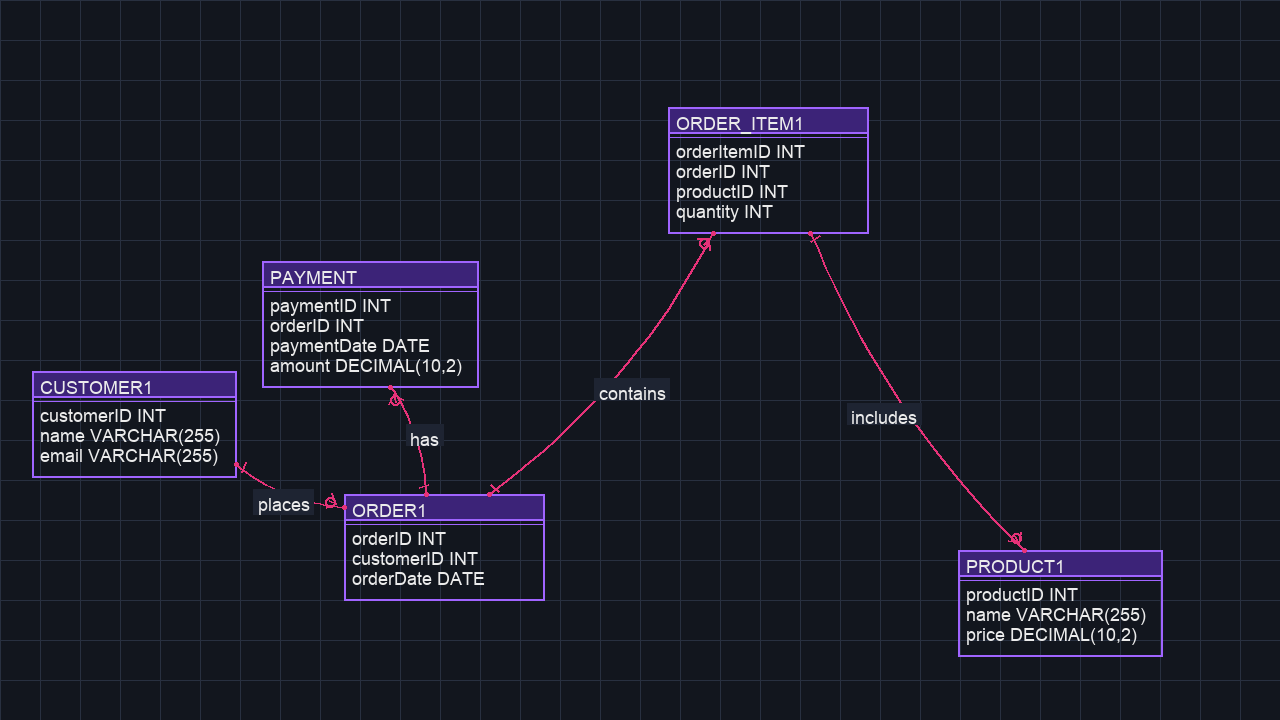 ORDER_ITEM1
orderItemID INT
orderID INT
productID INT
quantity INT
PAYMENT
paymentID INT
orderID INT
paymentDate DATE
amount DECIMAL(10,2)
CUSTOMER1
customerID INT
name VARCHAR(255)
email VARCHAR(255)
contains
includes
has
places
ORDER1
orderID INT
customerID INT
orderDate DATE
PRODUCT1
productID INT
name VARCHAR(255)
price DECIMAL(10,2)